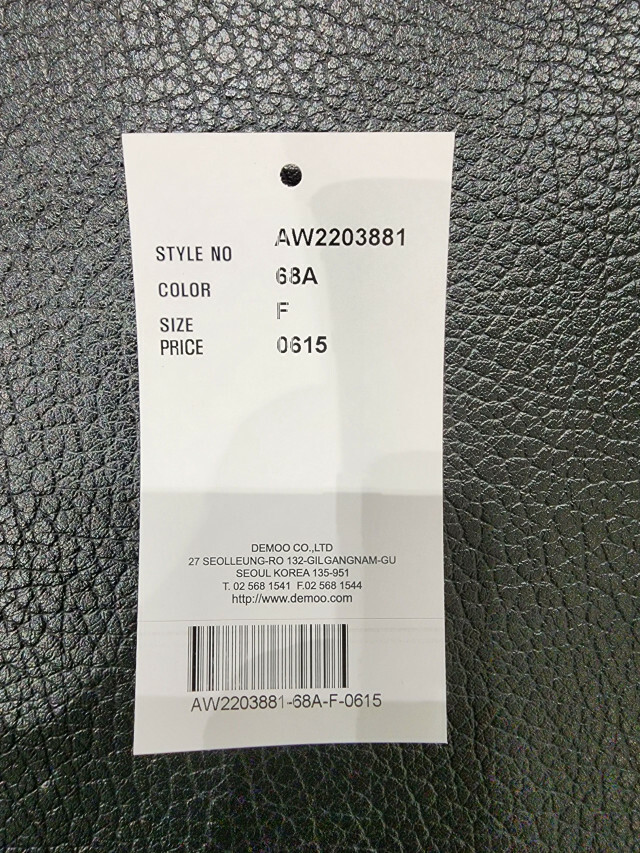 STYLE NO AW2203881
COLOR 68A
SIZE F
PRICE 0615
DEMOO CO.,LTD
27 SEOLLEUNG-RO 132-GILGANGNAM-GU
SEOUL KOREA 135-951
T. 02 568 1541 F.02 568 1544
http://www.demoo.com
AW2203881-68A-F-0615